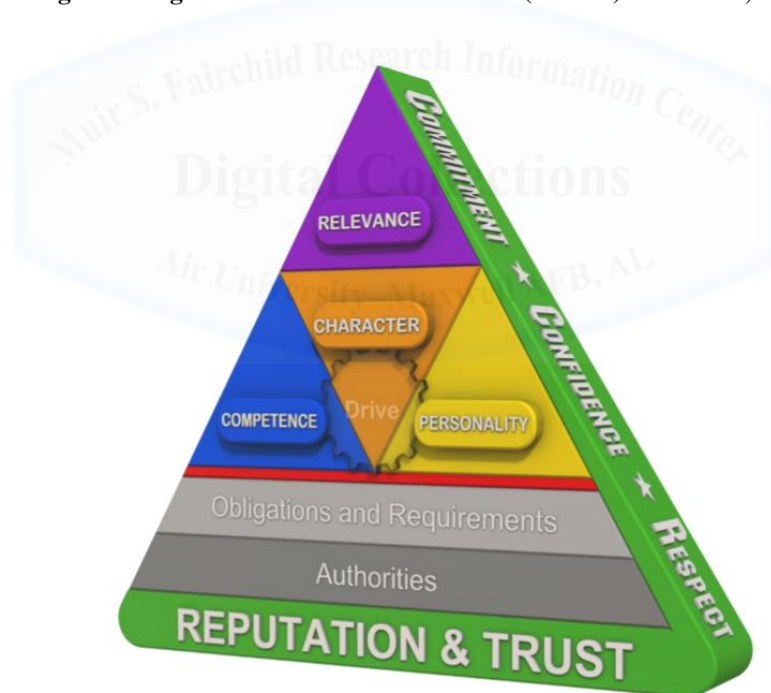 Muir S. Fairchild Research Information Center
Digital Collections
Air University, Maxwell AFB, AL
RELEVANCE
CHARACTER
Drive
COMPETENCE
PERSONALITY
Obligations and Requirements
Authorities
REPUTATION & TRUST
COMMITMENT ★ CONFIDENCE ★ RESPECT